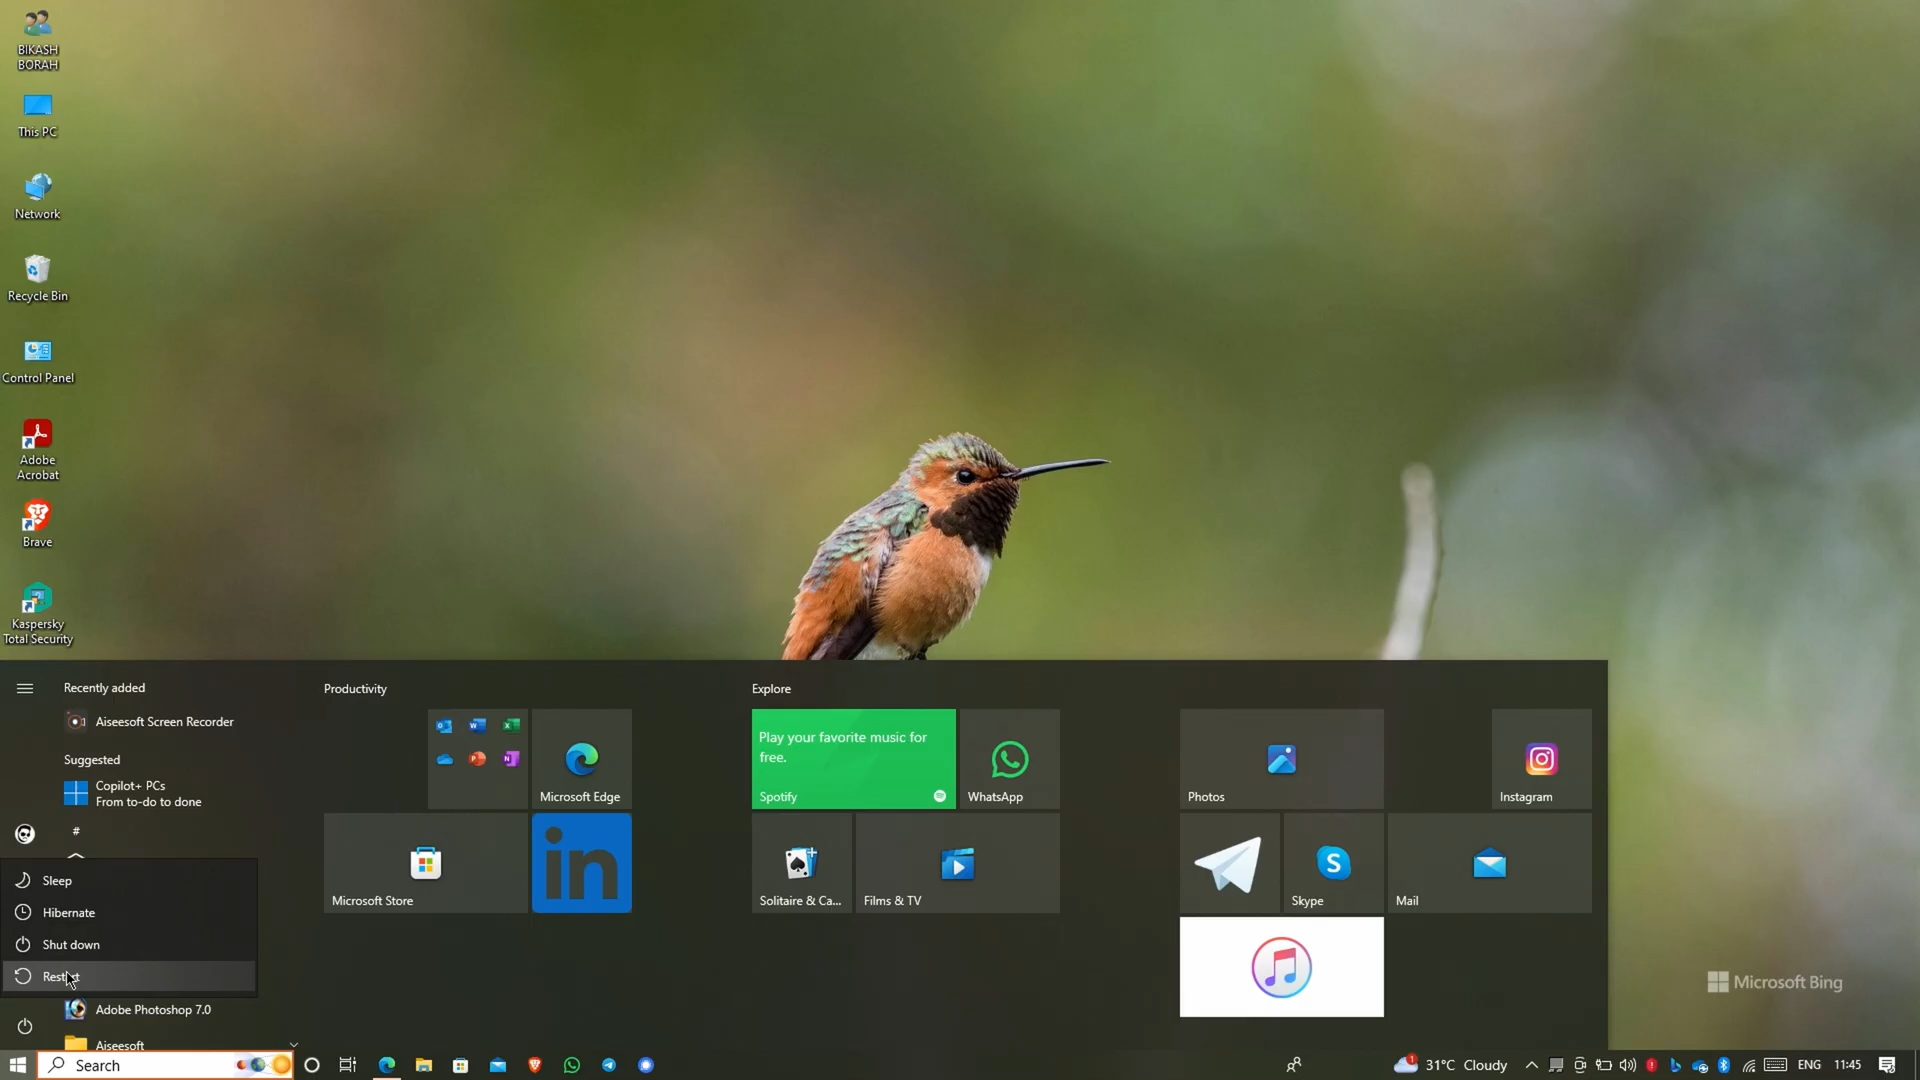 BIKASH
BORAH
This PC
Network
Recycle Bin
Control Panel
Adobe
Acrobat
Brave
Kaspersky
Total Security
Recently added
Aiseesoft Screen Recorder
Suggested
Copilot+ PCs
From to-do to done
#
Sleep
Hibernate
Shut down
Restart
Adobe Photoshop 7.0
Aiseesoft
Productivity
Microsoft Edge
Microsoft Store
in
Explore
Play your favorite music for
free.
Spotify
WhatsApp
Solitaire & Ca...
Films & TV
Photos
Instagram
Skype
Mail
Microsoft Bing
Search
1
31°C Cloudy
ENG
11:45